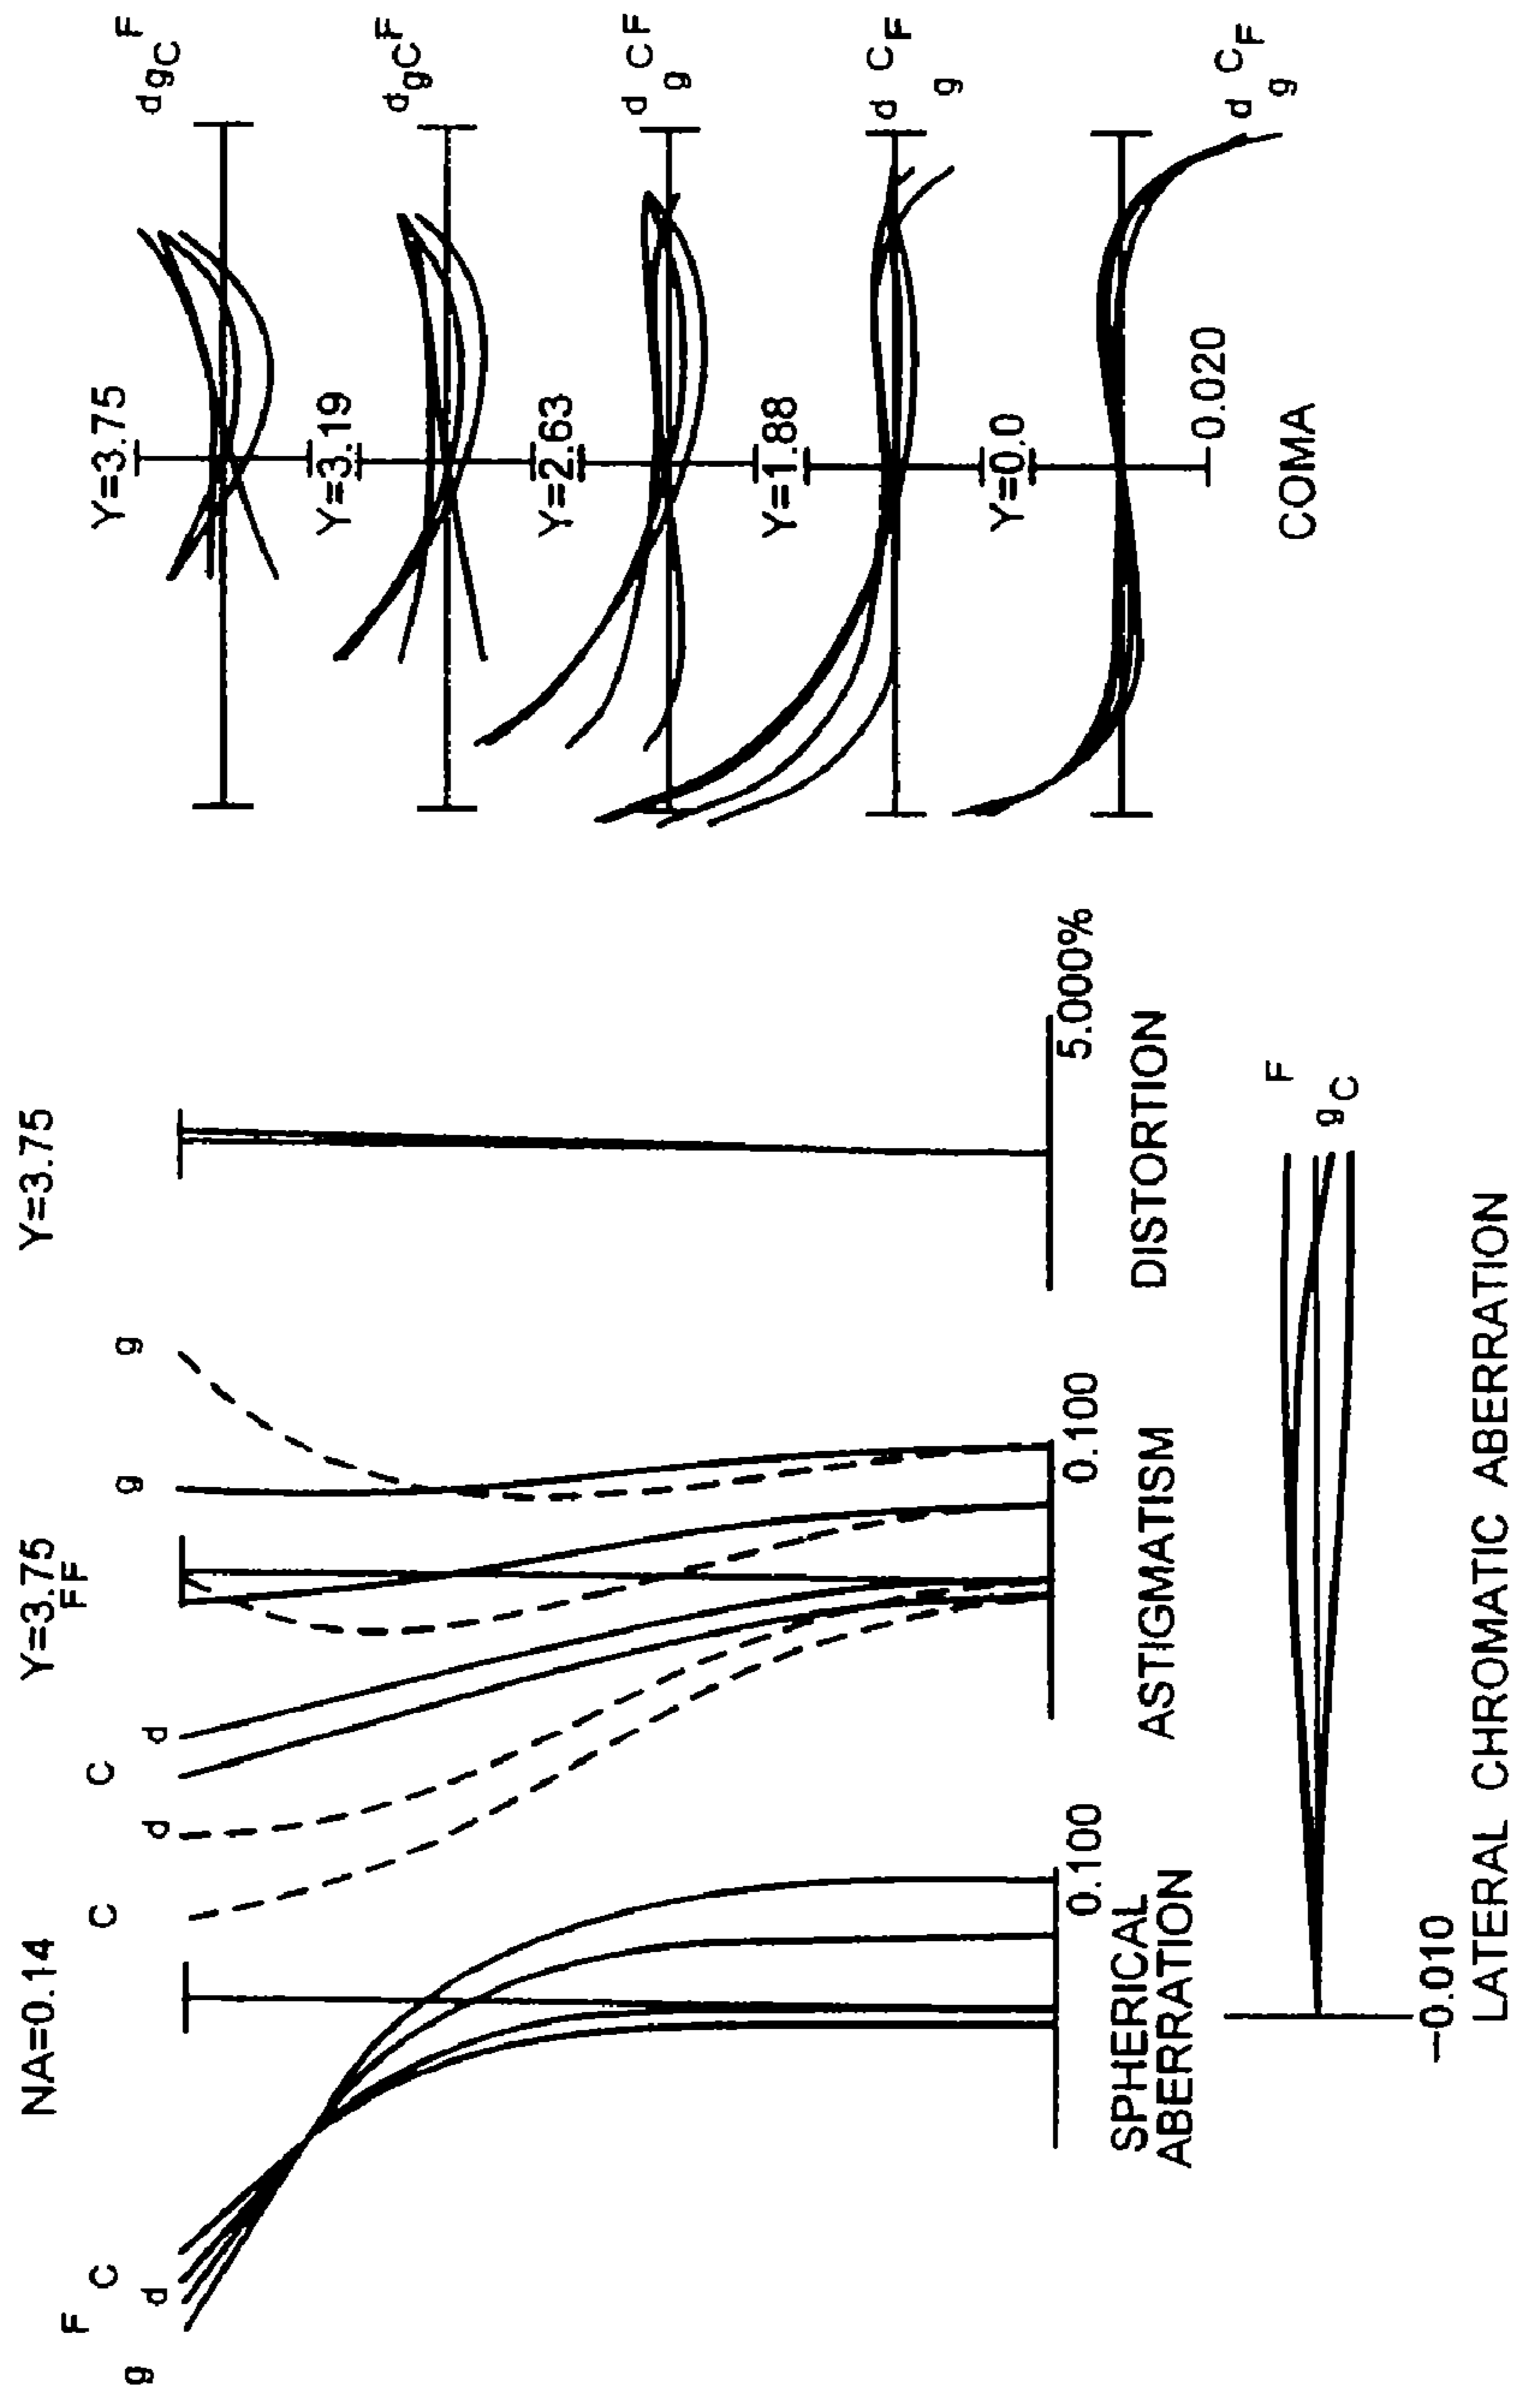 NA=0.14
F
C
g
d
SPHERICAL
ABERRATION
0.100
Y=3.75
FF
C
d
g
g
C
d
ASTIGMATISM
0.100
Y=3.75
DISTORTION
5.000%
Y=3.75
d
g
C
F
Y=3.19
d
g
C
F
Y=2.63
d
g
C
F
Y=1.88
d
g
C
F
Y=0.0
d
g
C
F
0.020
COMA
F
g
C
−0.010
LATERAL CHROMATIC ABERRATION